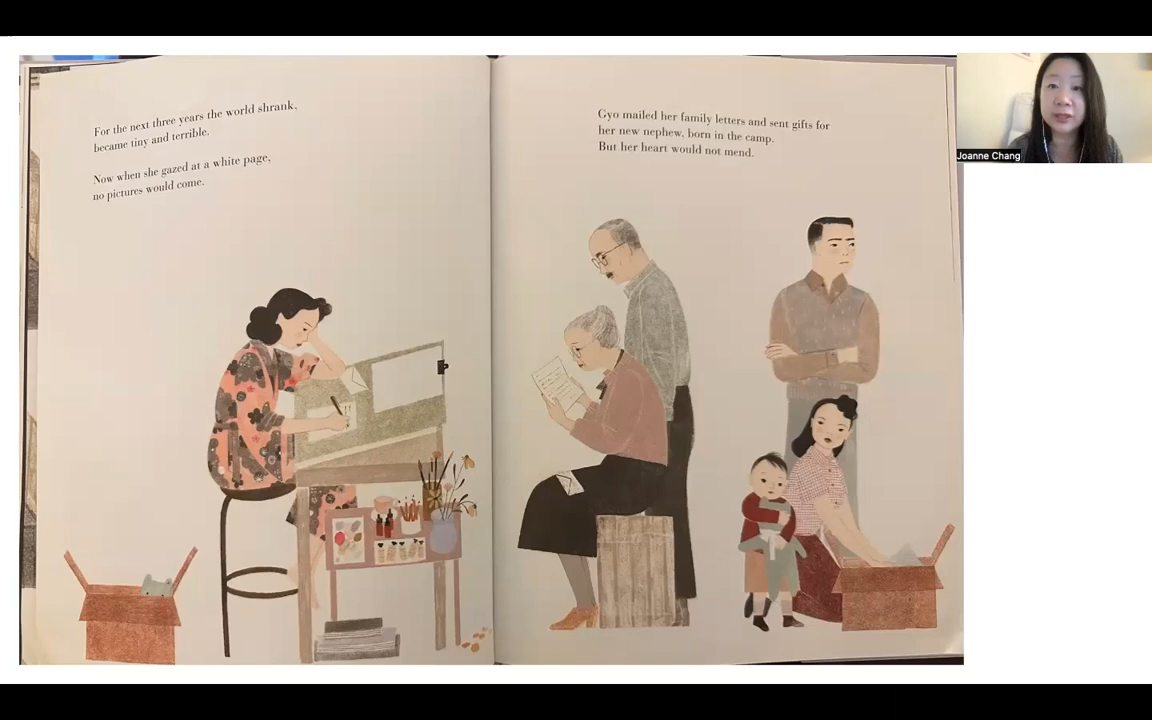 For the next three years the world shrank,
became tiny and terrible.
Now when she gazed at a white page,
no pictures would come.
Gyo mailed her family letters and sent gifts for
her new nephew, born in the camp.
But her heart would not mend.
Joanne Chang